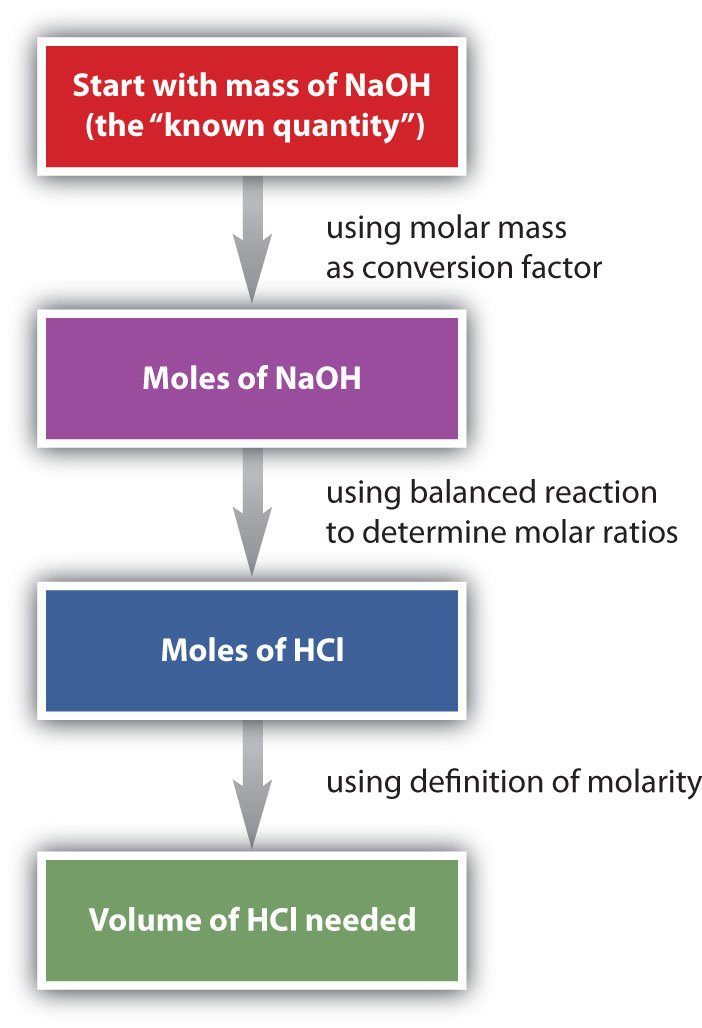 Start with mass of NaOH
(the “known quantity”)
using molar mass
as conversion factor
Moles of NaOH
using balanced reaction
to determine molar ratios
Moles of HCl
using definition of molarity
Volume of HCl needed